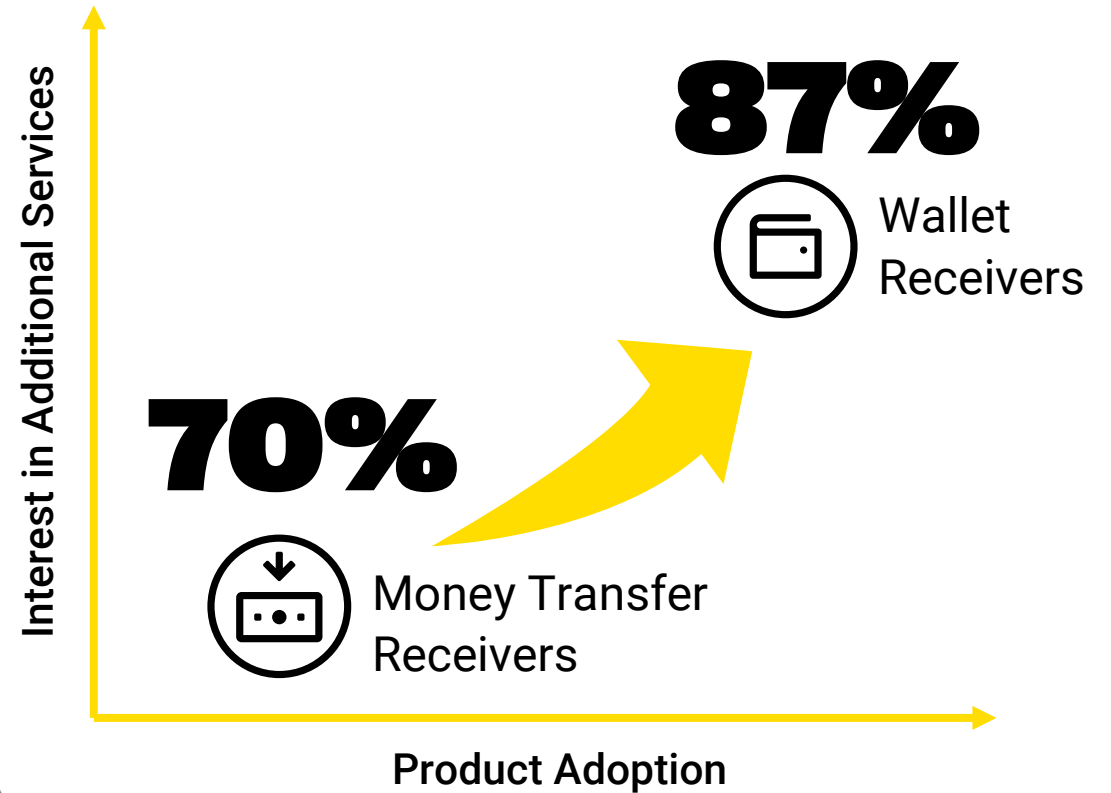 Interest in Additional Services
87%
Wallet
Receivers
70%
Money Transfer
Receivers
Product Adoption